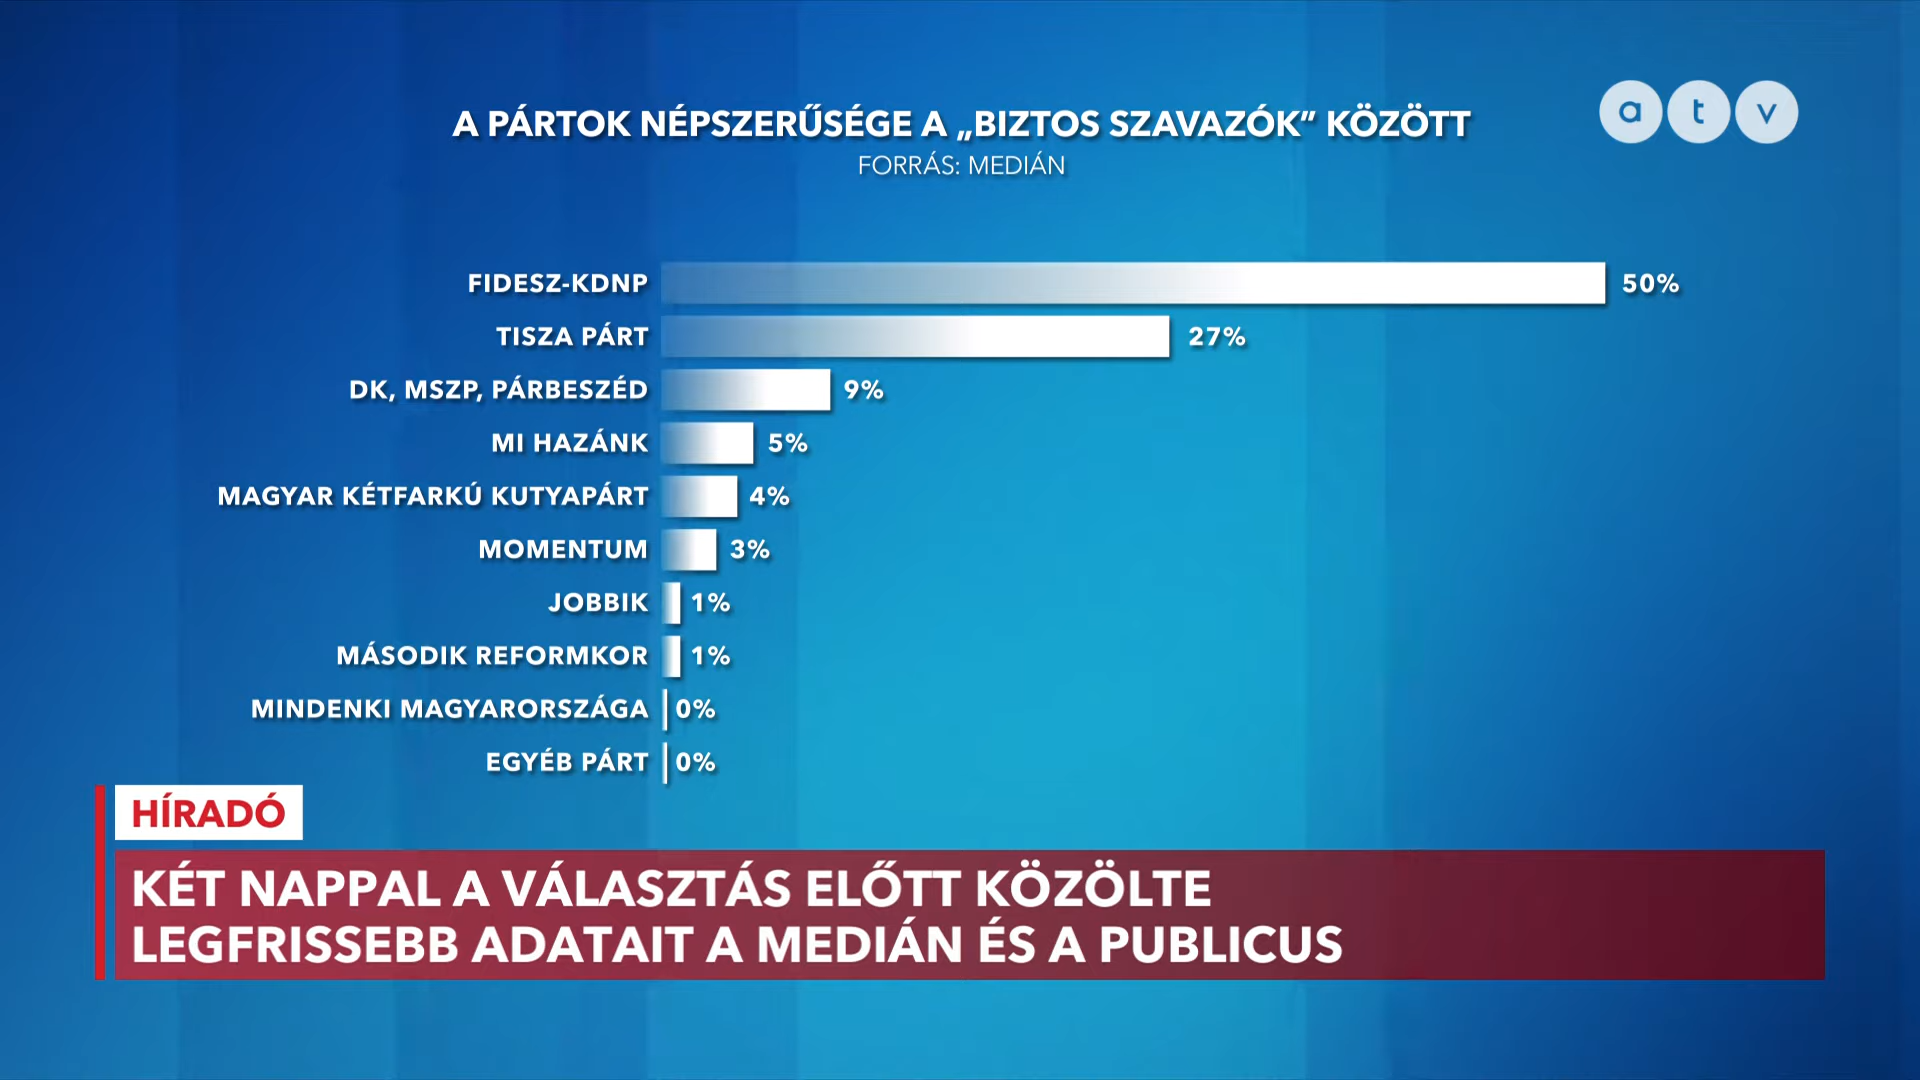 a t v
A PÁRTOK NÉPSZERŰSÉGE A „BIZTOS SZAVAZÓK” KÖZÖTT
FORRÁS: MEDIÁN
FIDESZ-KDNP 50%
TISZA PÁRT 27%
DK, MSZP, PÁRBESZÉD 9%
MI HAZÁNK 5%
MAGYAR KÉTFARKÚ KUTYAPÁRT 4%
MOMENTUM 3%
JOBBIK 1%
MÁSODIK REFORMKOR 1%
MINDENKI MAGYARORSZÁGA 0%
EGYÉB PÁRT 0%
HÍRADÓ
KÉT NAPPAL A VÁLASZTÁS ELŐTT KÖZÖLTE
LEGFRISSEBB ADATAIT A MEDIÁN ÉS A PUBLICUS